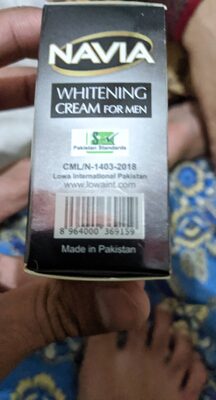 NAVIA
WHITENING
CREAM FOR MEN
Pakistan Standards
CML/N-1403-2018
Lowa International Pakistan
www.lowaint.com
8 964000 369159
Made in Pakistan